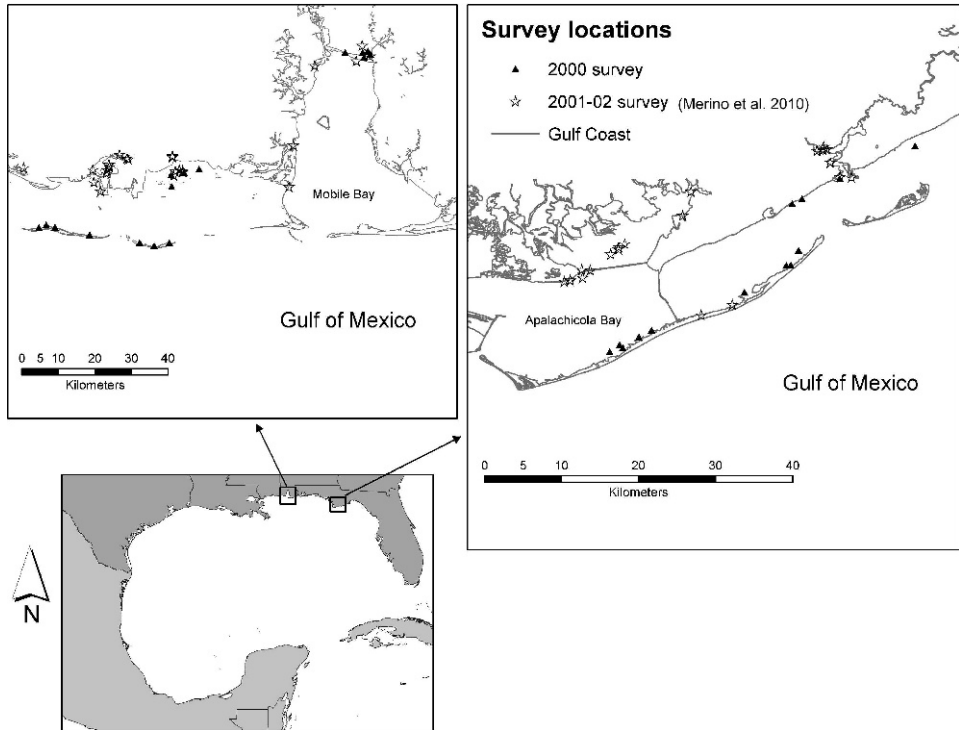 Mobile Bay
Gulf of Mexico
0 5 10 20 30 40
Kilometers
Survey locations
2000 survey
2001-02 survey (Merino et al. 2010)
Gulf Coast
Apalachicola Bay
Gulf of Mexico
0 10 20 30 40
Kilometers
N